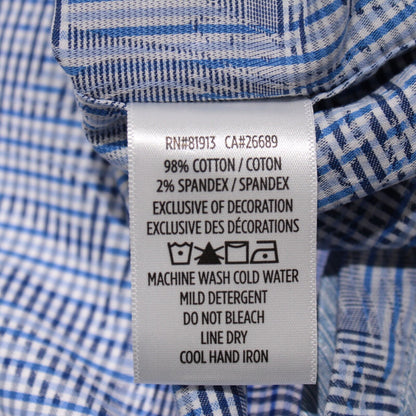 RN#81913 CA#26689
98% COTTON / COTON
2% SPANDEX / SPANDEX
EXCLUSIVE OF DECORATION
EXCLUSIVE DES DÉCORATIONS
MACHINE WASH COLD WATER
MILD DETERGENT
DO NOT BLEACH
LINE DRY
COOL HAND IRON